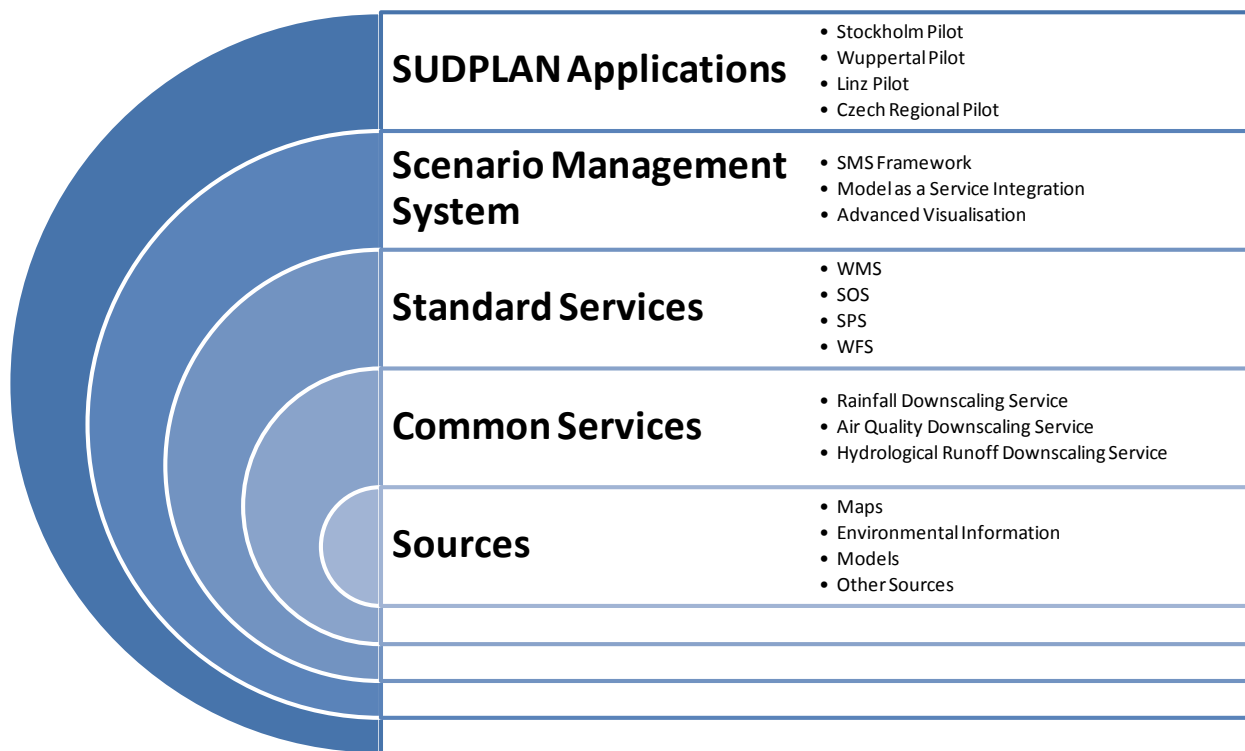 SUDPLAN Applications
• Stockholm Pilot
• Wuppertal Pilot
• Linz Pilot
• Czech Regional Pilot
Scenario Management
System
• SMS Framework
• Model as a Service Integration
• Advanced Visualisation
Standard Services
• WMS
• SOS
• SPS
• WFS
Common Services
• Rainfall Downscaling Service
• Air Quality Downscaling Service
• Hydrological Runoff Downscaling Service
Sources
• Maps
• Environmental Information
• Models
• Other Sources